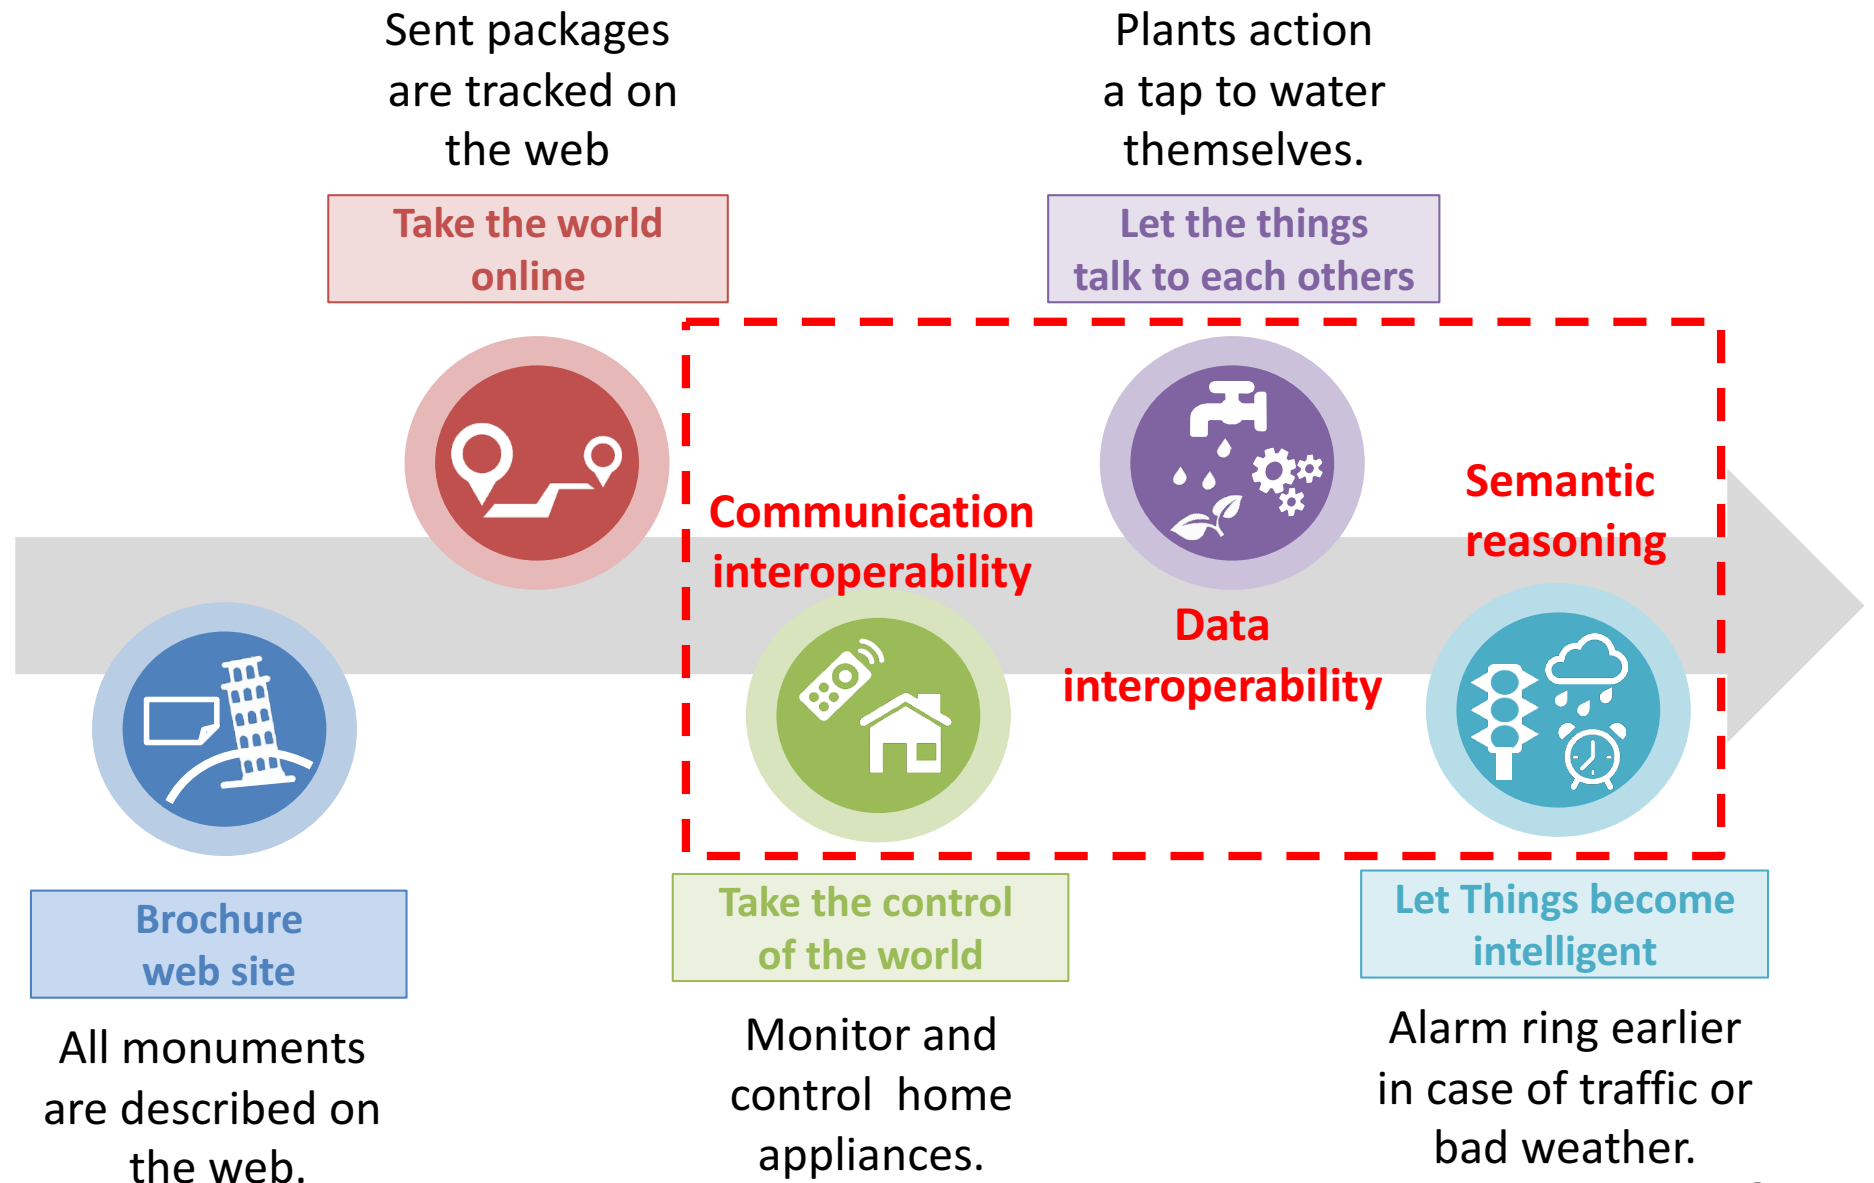 Sent packages
are tracked on
the web
Take the world
online
Plants action
a tap to water
themselves.
Let the things
talk to each others
Communication
interoperability
Data
interoperability
Semantic
reasoning
Brochure
web site
All monuments
are described on
the web.
Take the control
of the world
Monitor and
control home
appliances.
Let Things become
intelligent
Alarm ring earlier
in case of traffic or
bad weather.